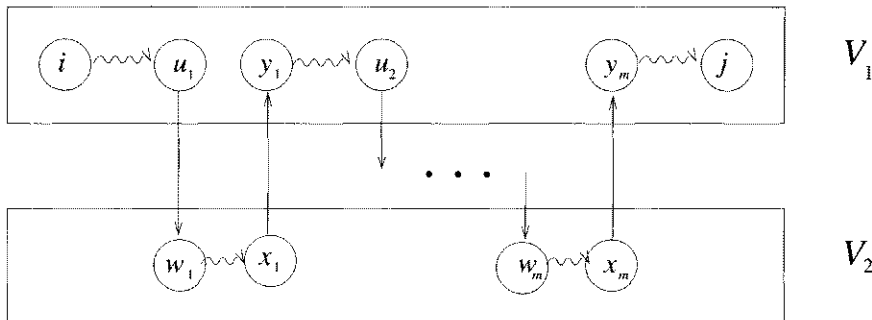 i u₁ y₁ u₂ yₘ j V₁
. . .
w₁ x₁ wₘ xₘ V₂